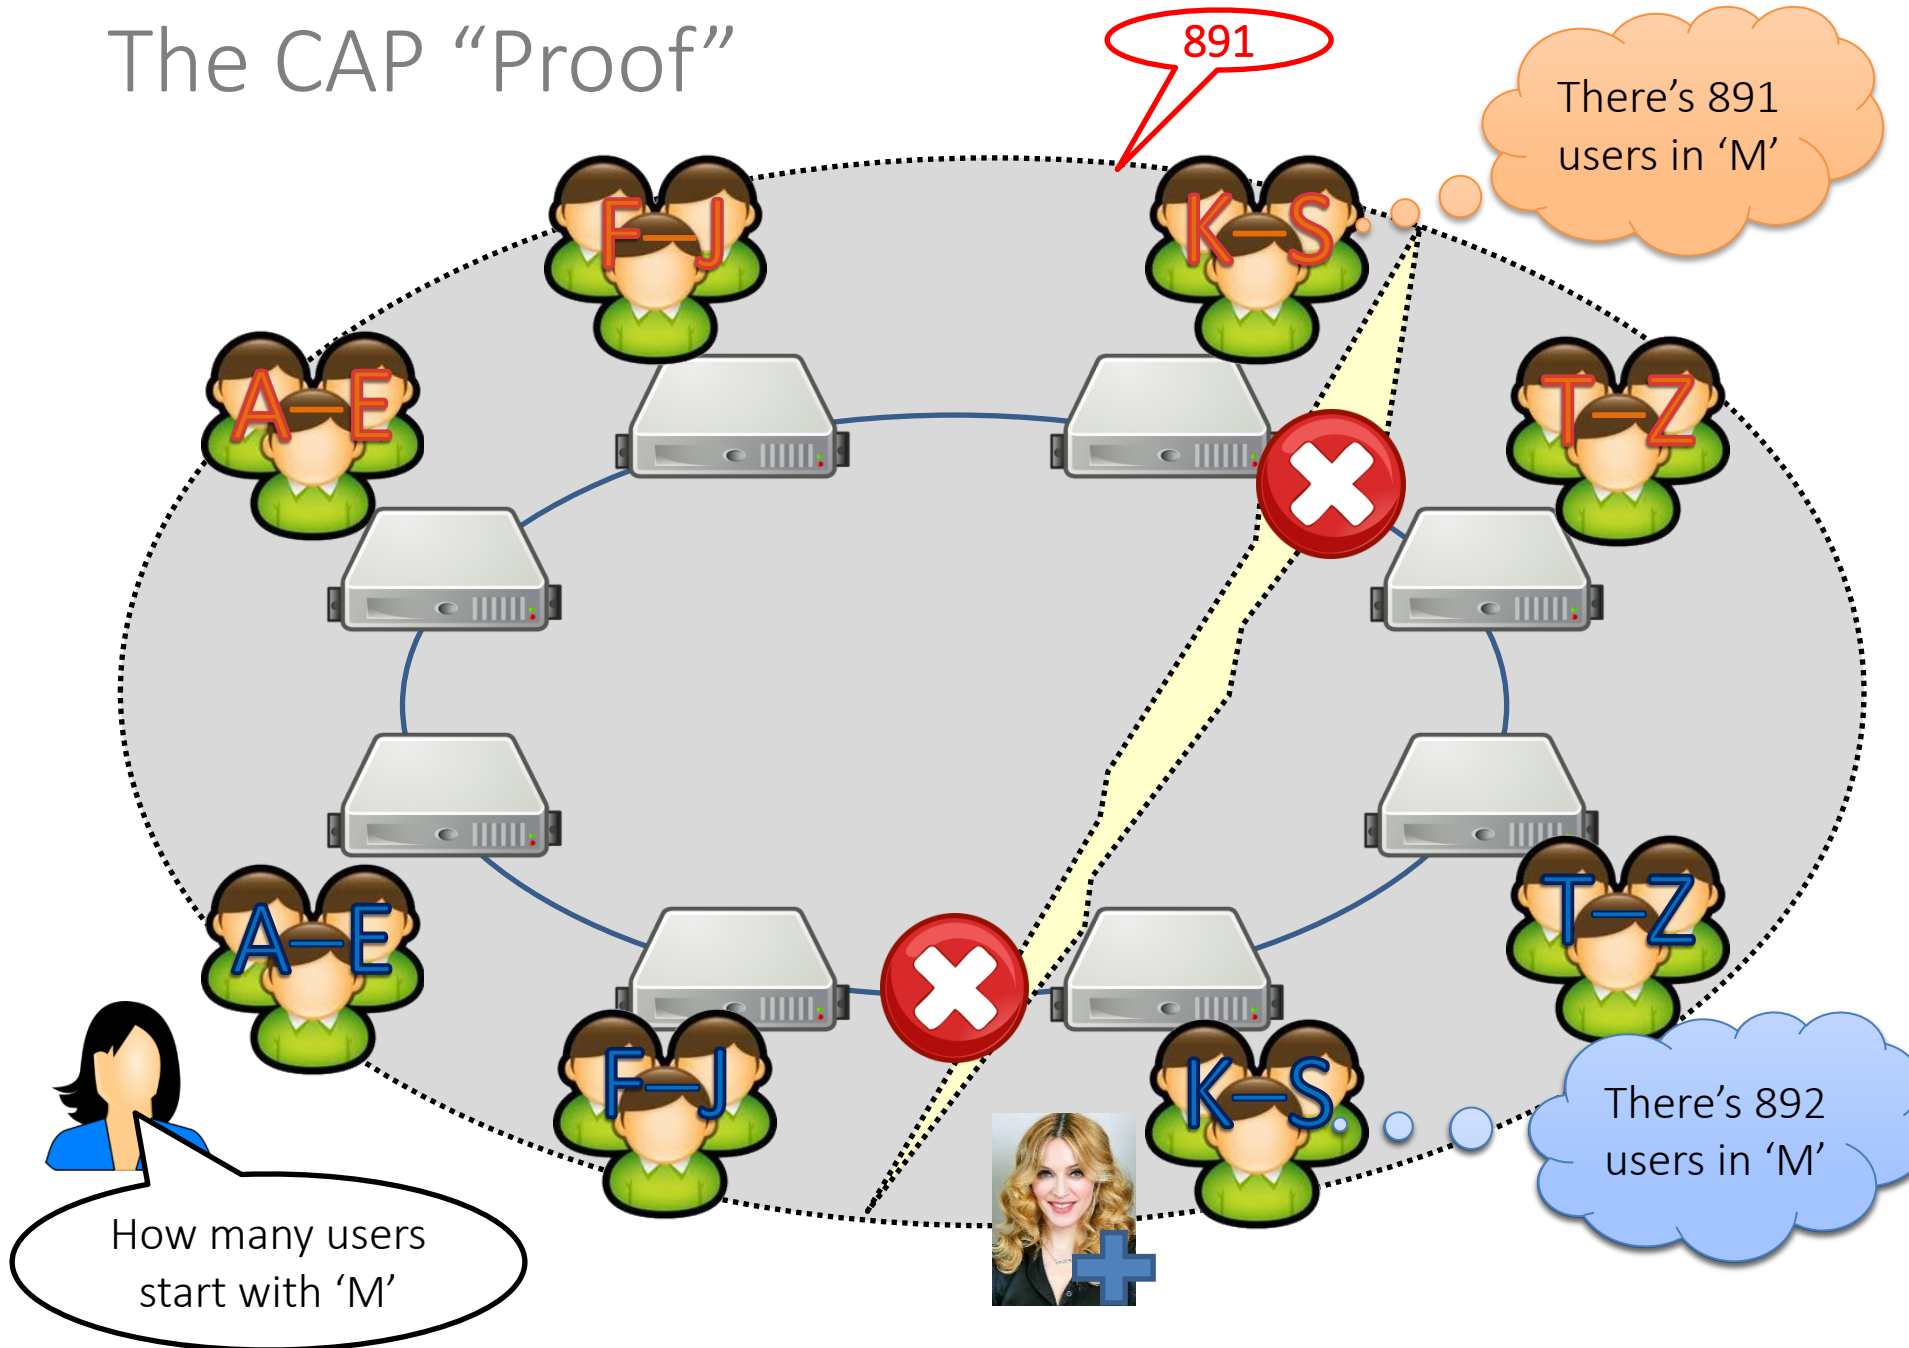 The CAP “Proof”
891
There’s 891
users in ‘M’
F–J
K–S
A–E
T–Z
A–E
T–Z
F–J
K–S
There’s 892
users in ‘M’
How many users
start with ‘M’